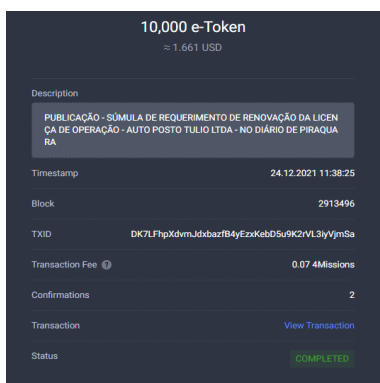 10,000 e-Token
≈ 1.661 USD
Description
PUBLICAÇÃO - SÚMULA DE REQUERIMENTO DE RENOVAÇÃO DA LICEN
ÇA DE OPERAÇÃO - AUTO POSTO TULIO LTDA - NO DIÁRIO DE PIRAQUA
RA
Timestamp 24.12.2021 11:38:25
Block 2913496
TXID DK7LFhpXdvmJdxbazfB4yEzxKebD5u9K2rVL3iyVjmSa
Transaction Fee ? 0.07 4Missions
Confirmations 2
Transaction View Transaction
Status COMPLETED